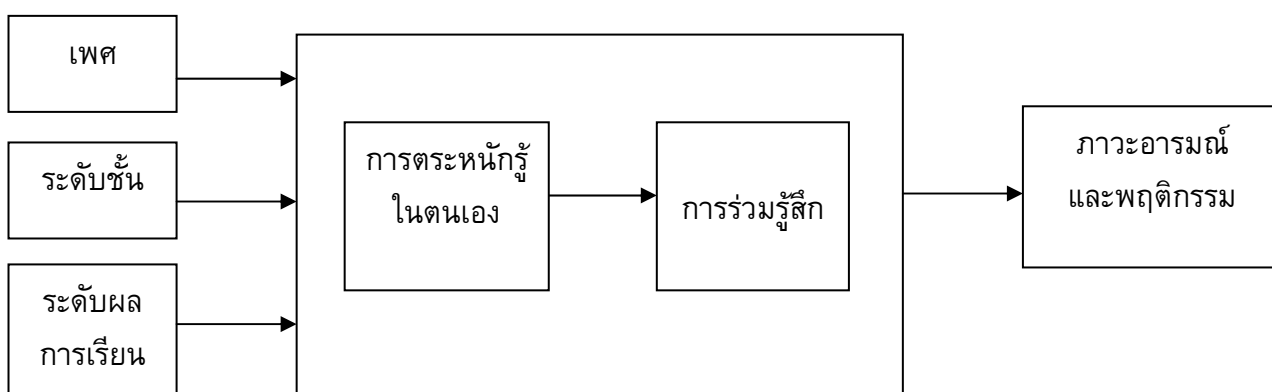 เพศ
ระดับชั้น
ระดับผล
การเรียน
การตระหนักรู้
ในตนเอง
การร่วมรู้สึก
ภาวะอารมณ์
และพฤติกรรม